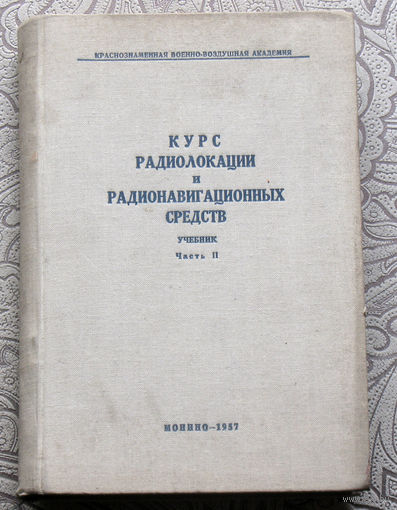 КРАСНОЗНАМЕННАЯ ВОЕННО-ВОЗДУШНАЯ АКАДЕМИЯ
КУРС
РАДИОЛОКАЦИИ
и
РАДИОНАВИГАЦИОННЫХ
СРЕДСТВ
УЧЕБНИК
Часть II
МОНИНО—1957